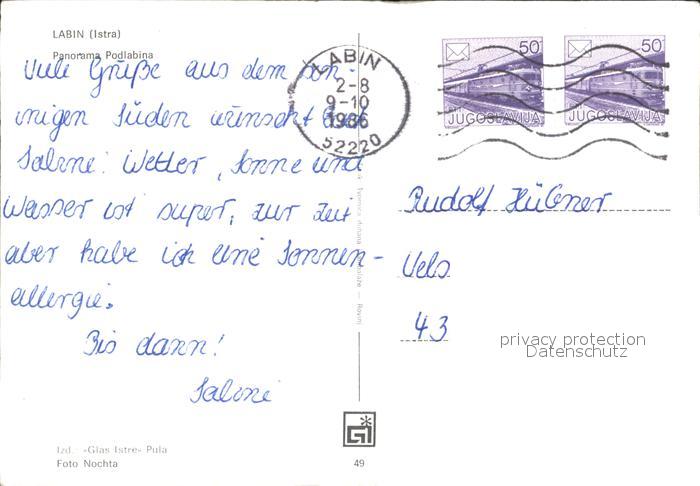 LABIN (Istra)
Panorama Podlabina
Viele Grüße aus dem son-
nigen Süden wünscht
Sabine! Wetter, Sonne und
Wasser ist super, zur Zeit
aber habe ich eine Sonnen-
allergie.
Bis dann!
Sabine
LABIN
2-8
9-10
1986
52220
50
JUGOSLAVIJA
50
JUGOSLAVIJA
Rudolf Hübner
43
privacy protection
Datenschutz
Izd. «Glas Istre» Pula
Foto Nochta
49